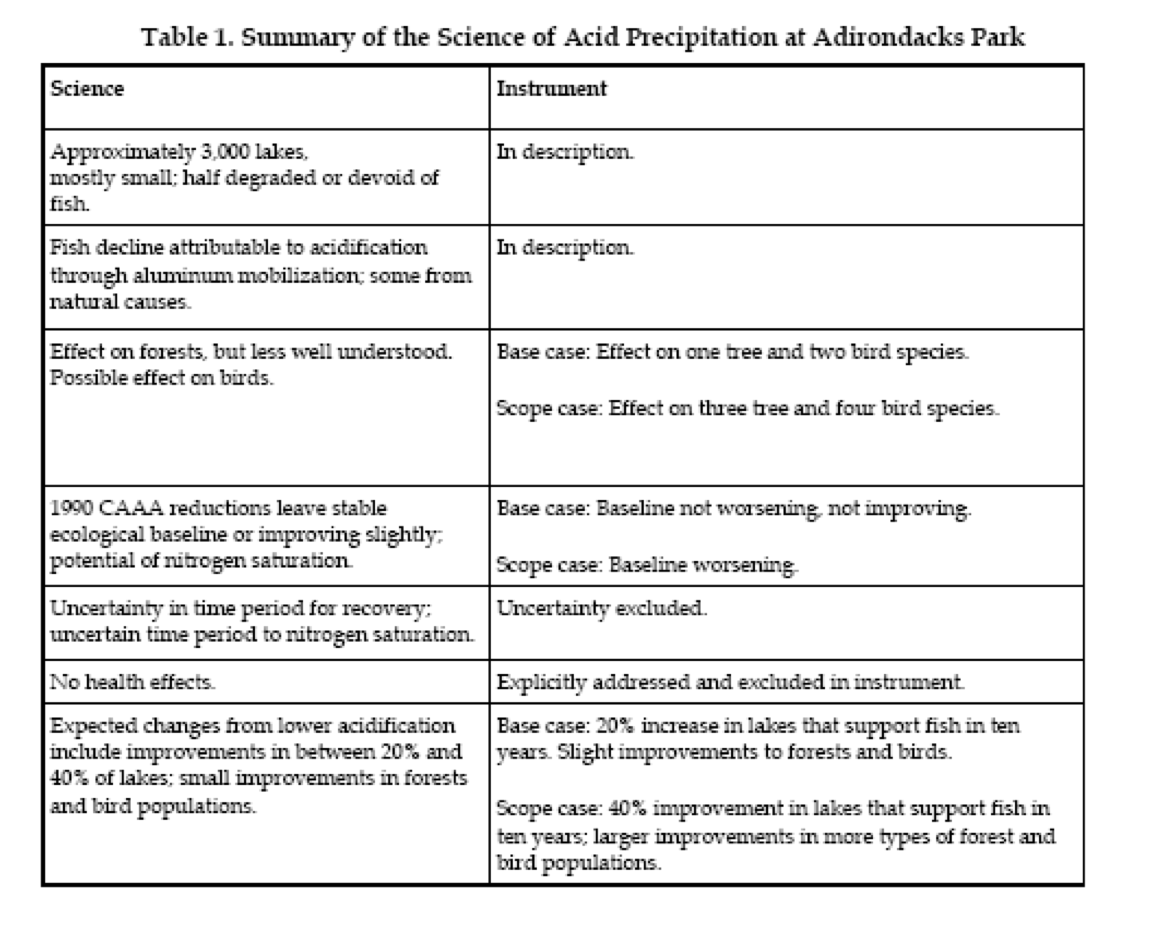 Table 1. Summary of the Science of Acid Precipitation at Adirondacks Park
Science
Instrument
Approximately 3,000 lakes,
mostly small; half degraded or devoid of
fish.
In description.
Fish decline attributable to acidification
through aluminum mobilization; some from
natural causes.
In description.
Effect on forests, but less well understood.
Possible effect on birds.
Base case: Effect on one tree and two bird species.
Scope case: Effect on three tree and four bird species.
1990 CAAA reductions leave stable
ecological baseline or improving slightly;
potential of nitrogen saturation.
Base case: Baseline not worsening, not improving.
Scope case: Baseline worsening.
Uncertainty in time period for recovery;
uncertain time period to nitrogen saturation.
Uncertainty excluded.
No health effects.
Explicitly addressed and excluded in instrument.
Expected changes from lower acidification
include improvements in between 20% and
40% of lakes; small improvements in forests
and bird populations.
Base case: 20% increase in lakes that support fish in ten
years. Slight improvements to forests and birds.
Scope case: 40% improvement in lakes that support fish in
ten years; larger improvements in more types of forest and
bird populations.